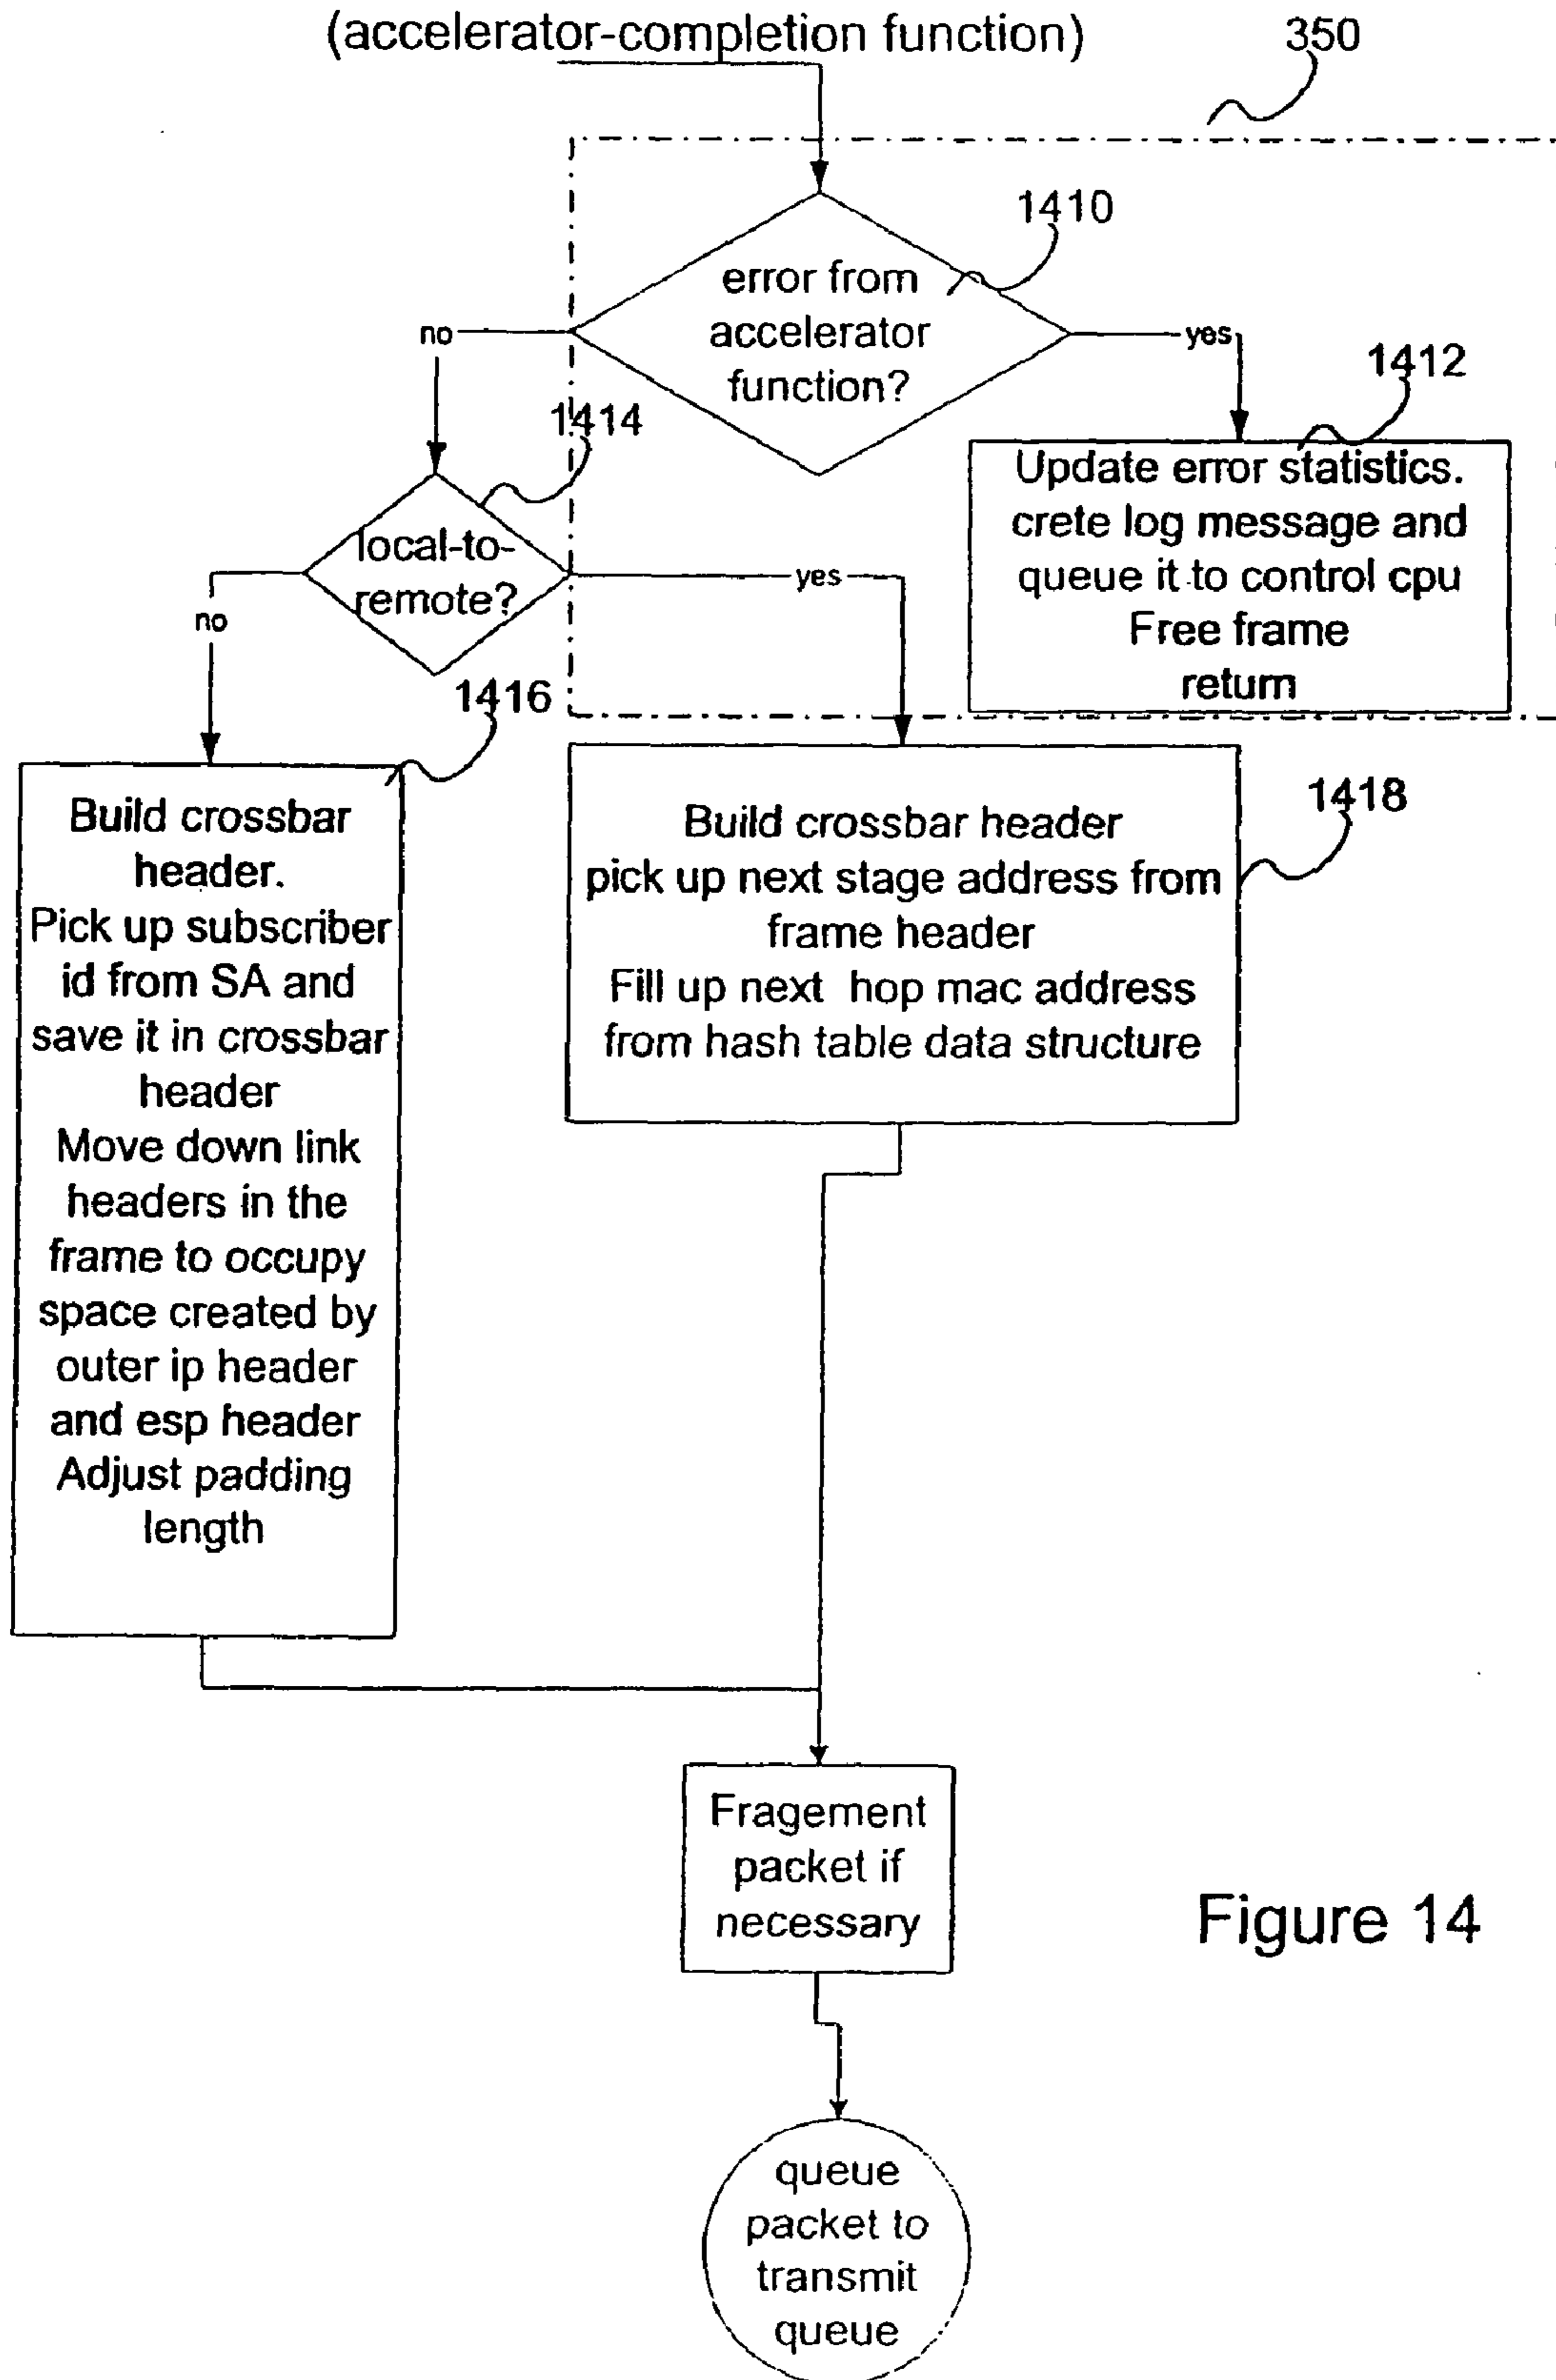 (accelerator-completion function)
350
1410
error from
accelerator
function?
no
yes
1412
Update error statistics.
crete log message and
queue it to control cpu
Free frame
return
1414
local-to-
remote?
no
yes
1416
Build crossbar
header.
Pick up subscriber
id from SA and
save it in crossbar
header
Move down link
headers in the
frame to occupy
space created by
outer ip header
and esp header
Adjust padding
length
1418
Build crossbar header
pick up next stage address from
frame header
Fill up next hop mac address
from hash table data structure
Fragement
packet if
necessary
Figure 14
queue
packet to
transmit
queue